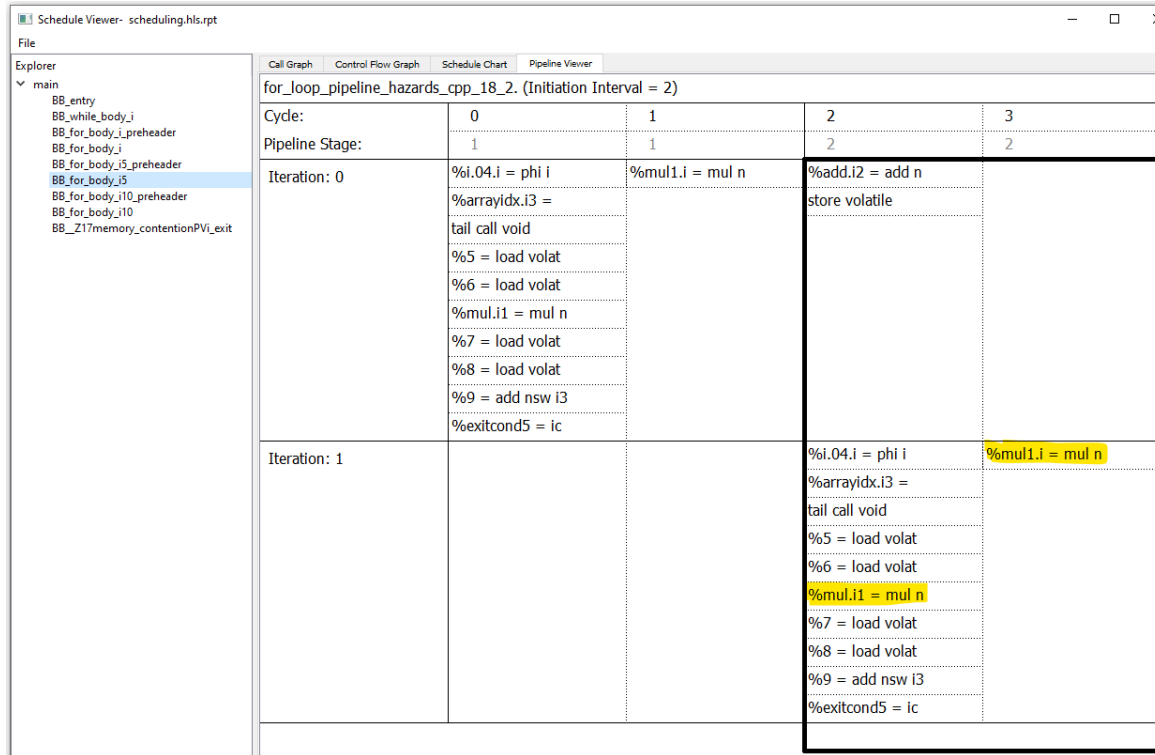 Schedule Viewer- scheduling.hls.rpt
File
Explorer
main
BB_entry
BB_while_body_i
BB_for_body_i_preheader
BB_for_body_i
BB_for_body_i5_preheader
BB_for_body_i5
BB_for_body_i10_preheader
BB_for_body_i10
BB__Z17memory_contentionPVi_exit
Call Graph Control Flow Graph Schedule Chart Pipeline Viewer
for_loop_pipeline_hazards_cpp_18_2. (Initiation Interval = 2)
Cycle: 0 1 2 3
Pipeline Stage: 1 1 2 2
Iteration: 0 %i.04.i = phi i %mul1.i = mul n %add.i2 = add n
%arrayidx.i3 = store volatile
tail call void
%5 = load volat
%6 = load volat
%mul.i1 = mul n
%7 = load volat
%8 = load volat
%9 = add nsw i3
%exitcond5 = ic
Iteration: 1 %i.04.i = phi i %mul1.i = mul n
%arrayidx.i3 =
tail call void
%5 = load volat
%6 = load volat
%mul.i1 = mul n
%7 = load volat
%8 = load volat
%9 = add nsw i3
%exitcond5 = ic